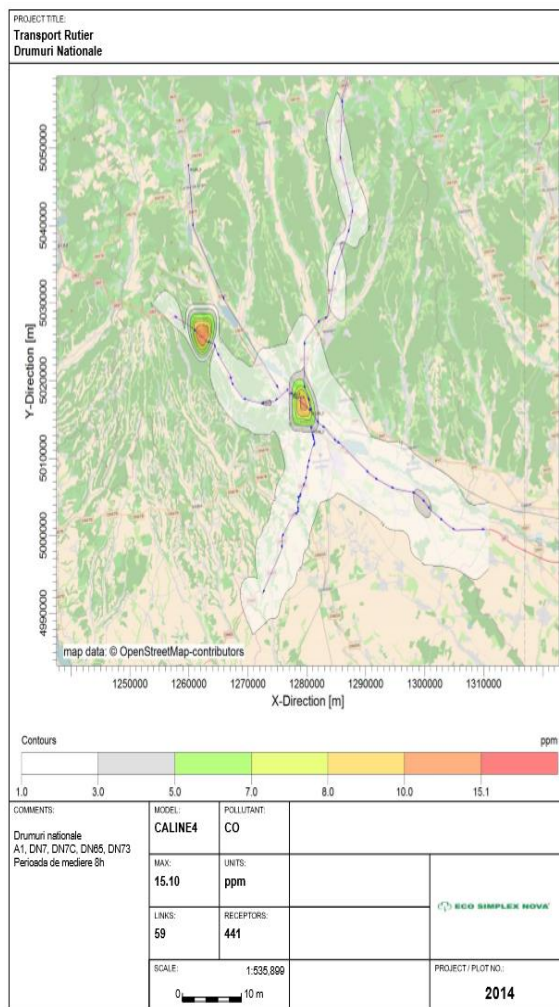 PROJECT TITLE:
Transport Rutier
Drumuri Nationale
Y-Direction [m]
5050000
5040000
5030000
5020000
5010000
5000000
4990000
map data: © OpenStreetMap-contributors
1250000 1260000 1270000 1280000 1290000 1300000 1310000
X-Direction [m]
Contours ppm
1.0 3.0 5.0 7.0 8.0 10.0 15.1
COMMENTS:
Drumuri nationale
A1, DN7, DN7C, DN65, DN73
Perioada de mediere 8h
MODEL:
CALINE4
POLLUTANT:
CO
MAX:
15.10
UNITS:
ppm
LINKS:
59
RECEPTORS:
441
ECO SIMPLEX NOVA
SCALE: 1:535,899
0 10 m
PROJECT / PLOT NO.:
2014